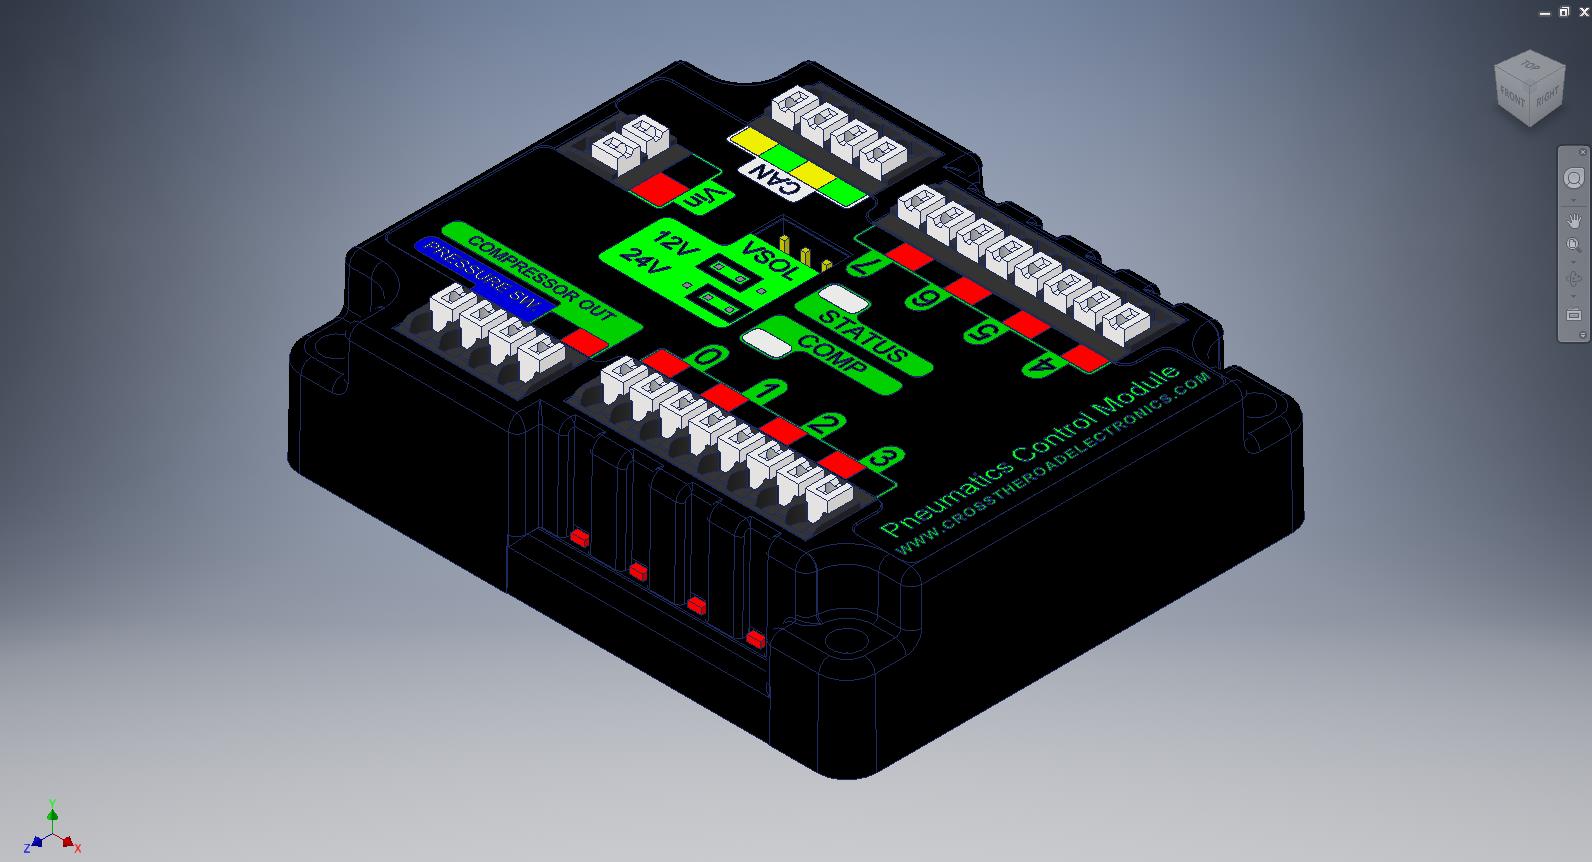 TOP
FRONT
RIGHT
CAN
Vin
COMPRESSOR OUT
PRESSURE SW
12V
24V
VSOL
STATUS
COMP
7
6
5
4
0
1
2
3
Pneumatics Control Module
WWW.CROSSTHEROADELECTRONICS.COM
Y
Z
X